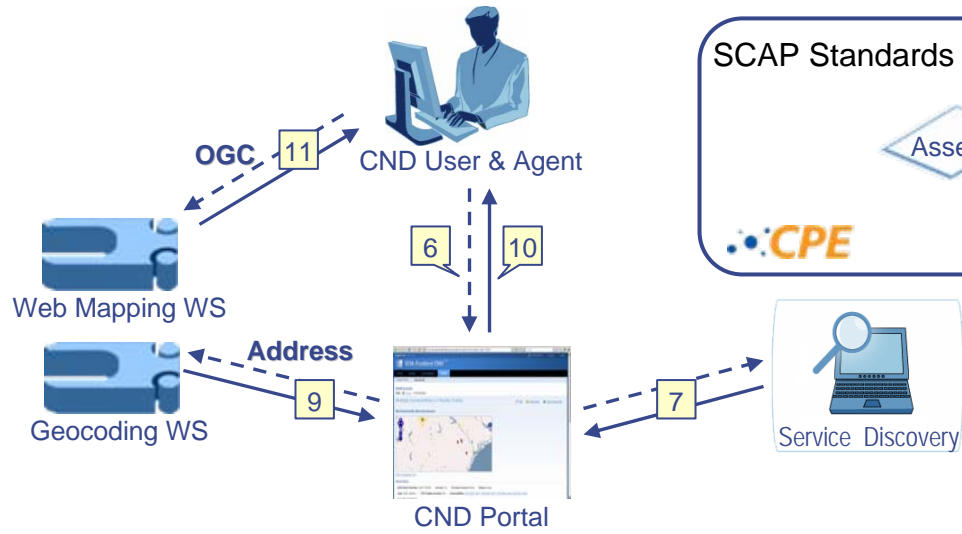 SCAP Standards
OGC
11
CND User & Agent
6
10
CPE
Web Mapping WS
Address
9
7
Geocoding WS
Service Discovery
CND Portal